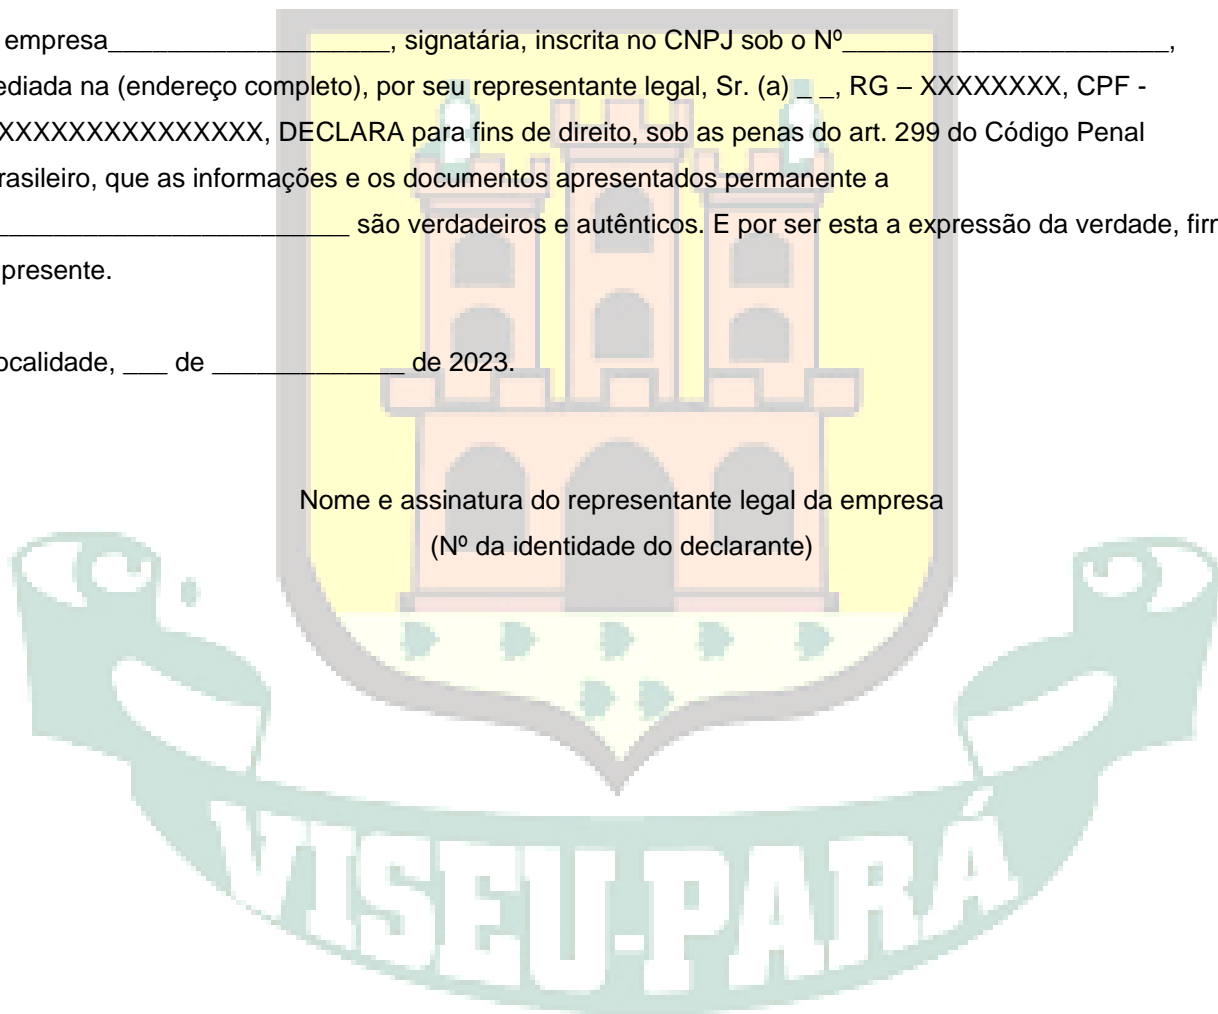 empresa___________________, signatária, inscrita no CNPJ sob o Nº______________________,
ediada na (endereço completo), por seu representante legal, Sr. (a) _ _, RG – XXXXXXXX, CPF -
XXXXXXXXXXXXXXX, DECLARA para fins de direito, sob as penas do art. 299 do Código Penal
rasileiro, que as informações e os documentos apresentados permanente a
________________________ são verdadeiros e autênticos. E por ser esta a expressão da verdade, fir
presente.
ocalidade, ___ de _____________ de 2023.
Nome e assinatura do representante legal da empresa
(Nº da identidade do declarante)
VISEU-PARÁ